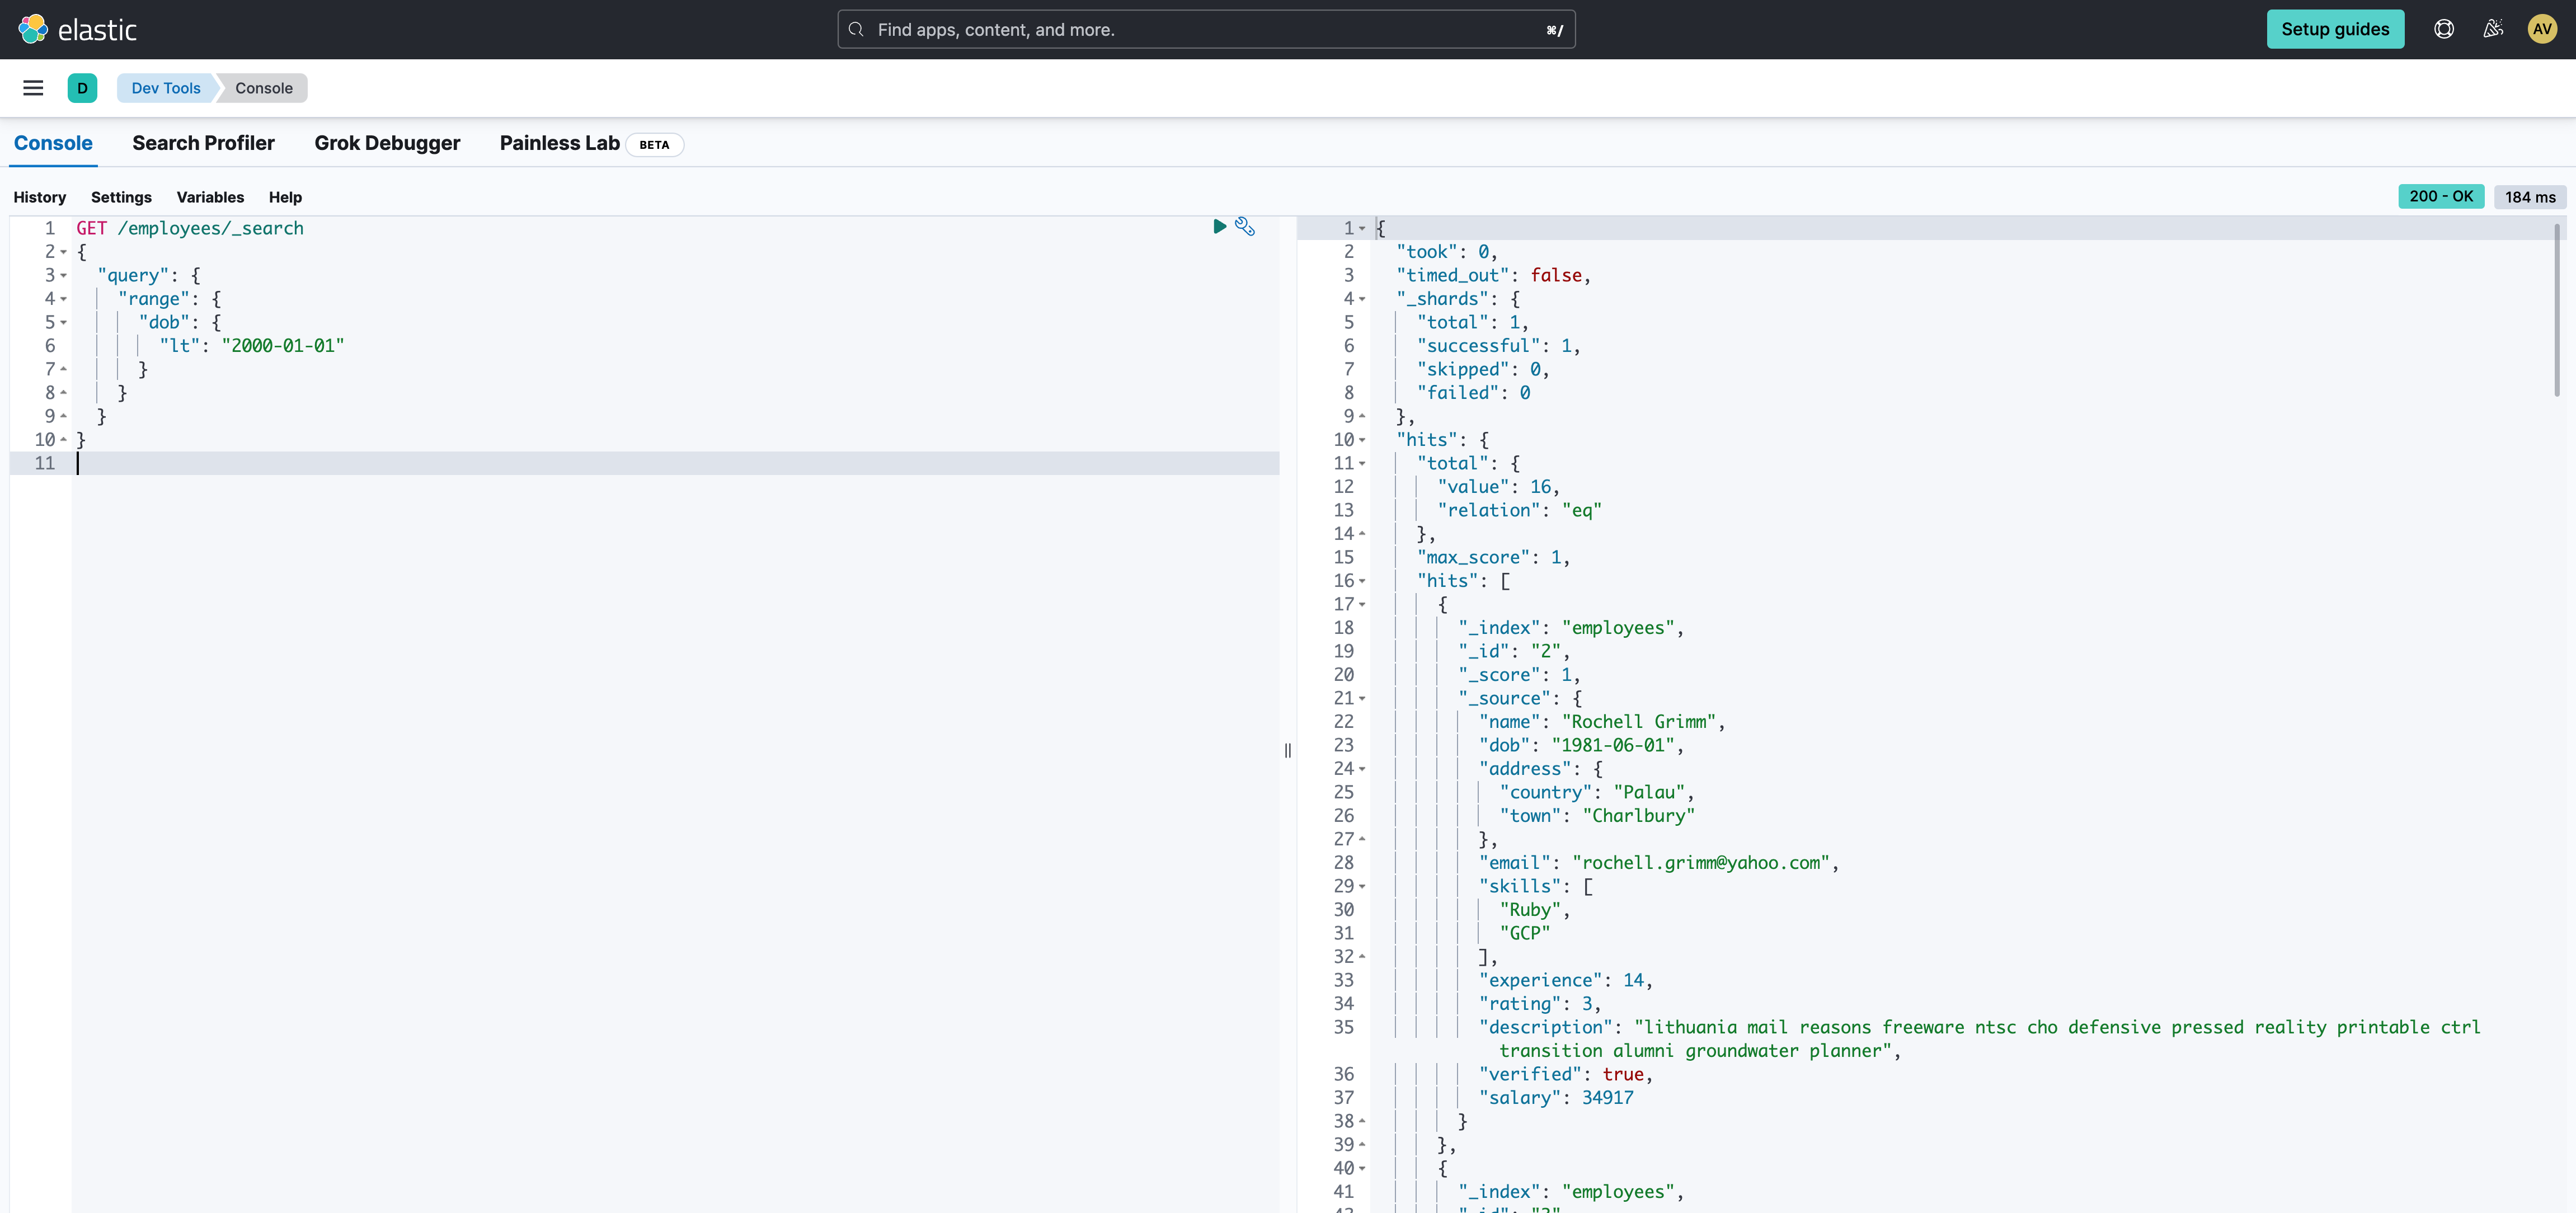 elastic
Find apps, content, and more.
⌘/
Setup guides
AV
D
Dev Tools
Console
Console
Search Profiler
Grok Debugger
Painless Lab
BETA
History
Settings
Variables
Help
200 - OK
184 ms
1 GET /employees/_search
2 {
3 "query": {
4 "range": {
5 "dob": {
6 "lt": "2000-01-01"
7 }
8 }
9 }
10 }
11
1 {
2 "took": 0,
3 "timed_out": false,
4 "_shards": {
5 "total": 1,
6 "successful": 1,
7 "skipped": 0,
8 "failed": 0
9 },
10 "hits": {
11 "total": {
12 "value": 16,
13 "relation": "eq"
14 },
15 "max_score": 1,
16 "hits": [
17 {
18 "_index": "employees",
19 "_id": "2",
20 "_score": 1,
21 "_source": {
22 "name": "Rochell Grimm",
23 "dob": "1981-06-01",
24 "address": {
25 "country": "Palau",
26 "town": "Charlbury"
27 },
28 "email": "rochell.grimm@yahoo.com",
29 "skills": [
30 "Ruby",
31 "GCP"
32 ],
33 "experience": 14,
34 "rating": 3,
35 "description": "lithuania mail reasons freeware ntsc cho defensive pressed reality printable ctrl
transition alumni groundwater planner",
36 "verified": true,
37 "salary": 34917
38 }
39 },
40 {
41 "_index": "employees",